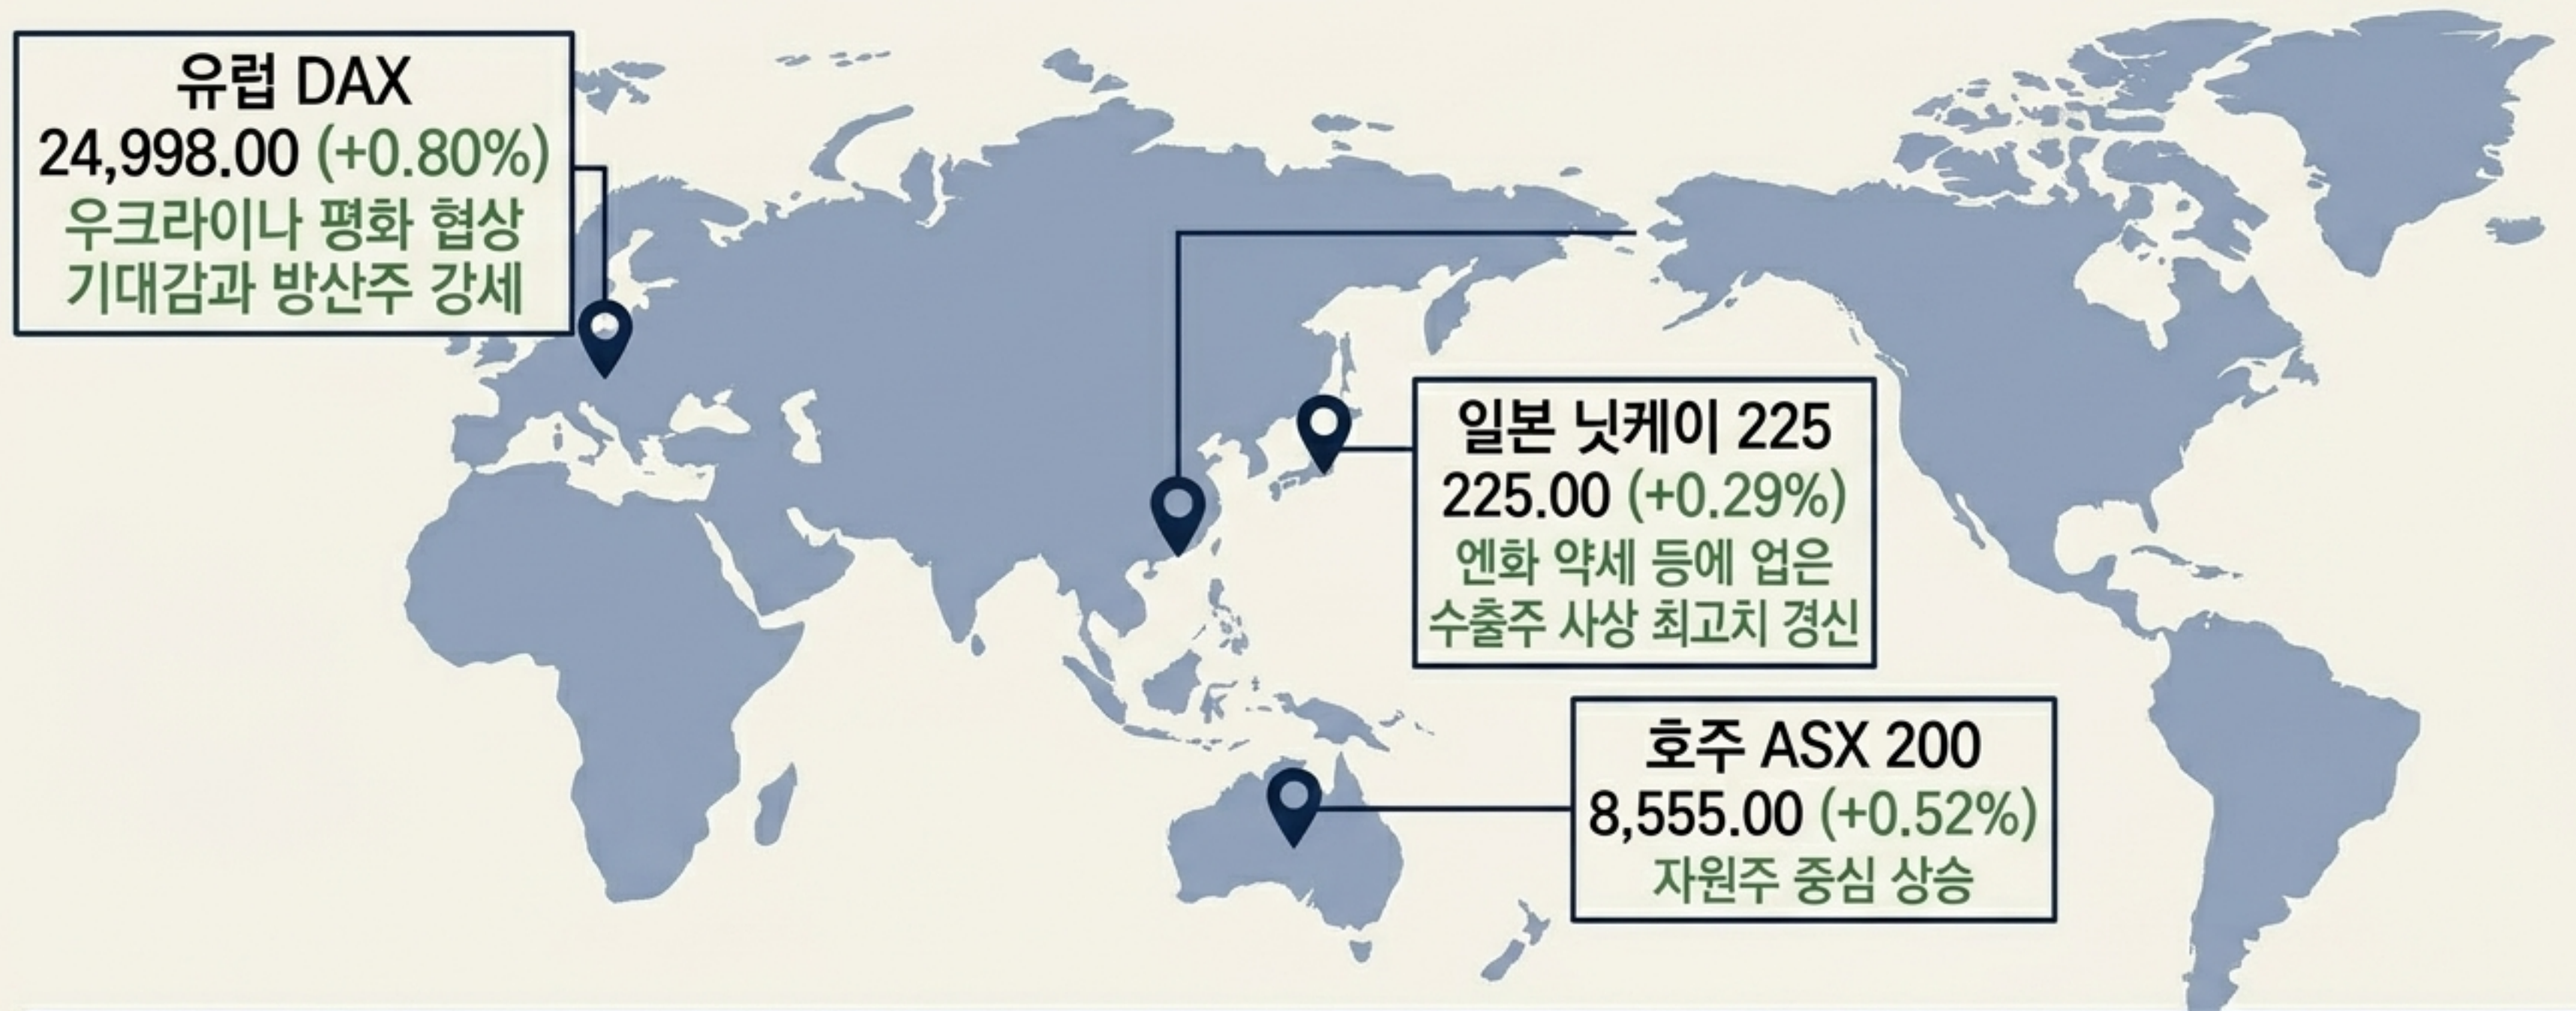 유럽 DAX
24,998.00 (+0.80%)
우크라이나 평화 협상
기대감과 방산주 강세
일본 닛케이 225
225.00 (+0.29%)
엔화 약세 등에 업은
수출주 사상 최고치 경신
호주 ASX 200
8,555.00 (+0.52%)
자원주 중심 상승